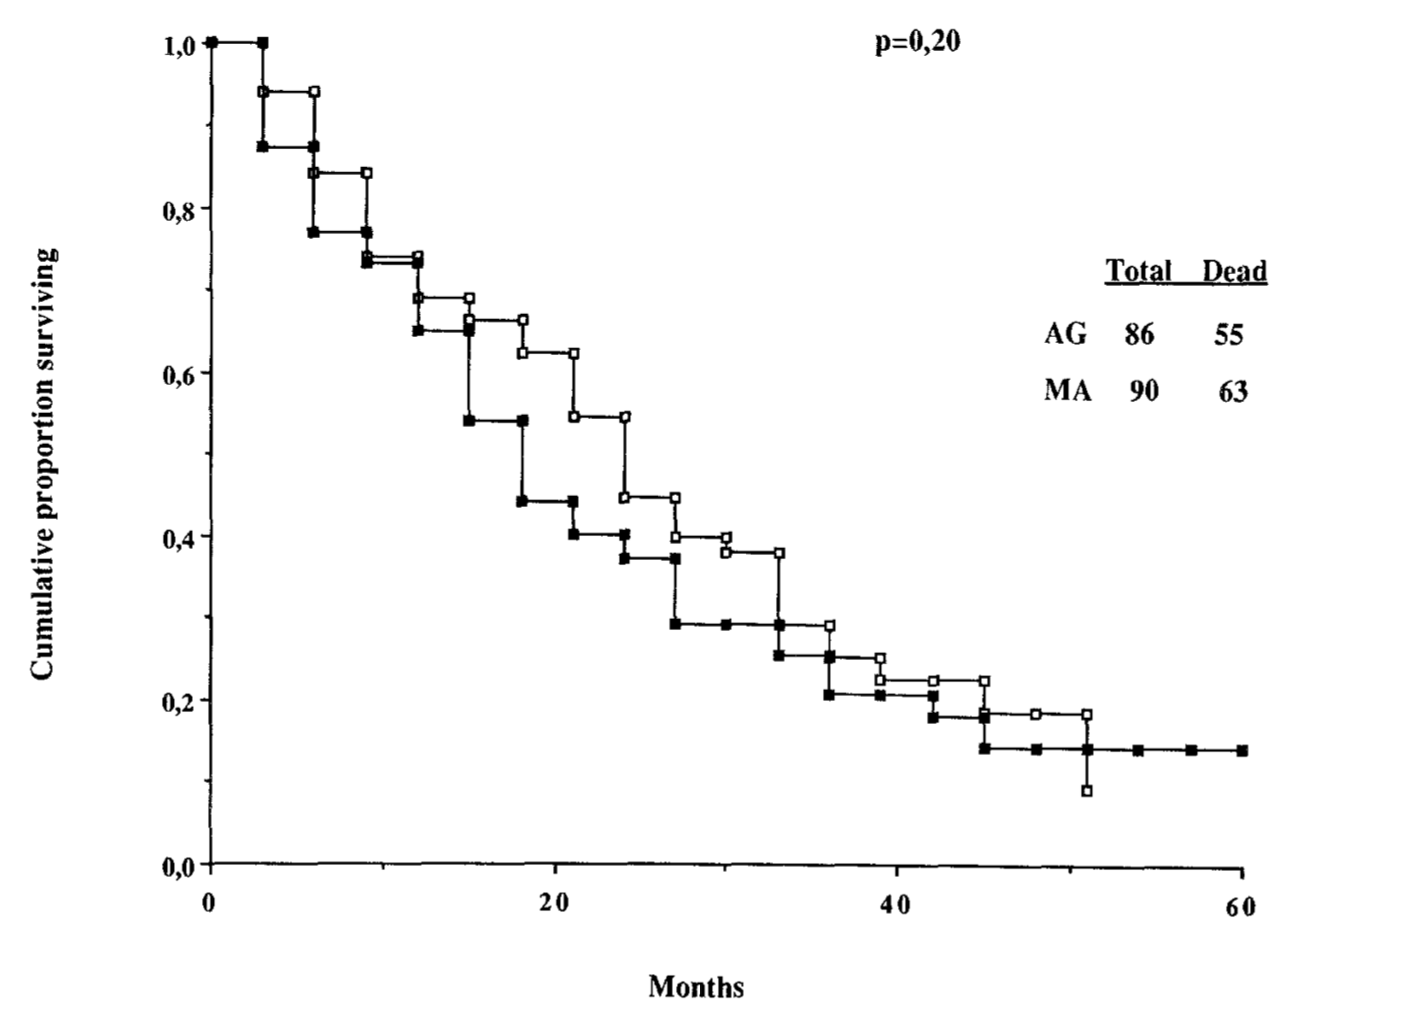 p=0,20
1,0
0,8
0,6
0,4
0,2
0,0
Cumulative proportion surviving
Total Dead
AG 86 55
MA 90 63
0 20 40 60
Months